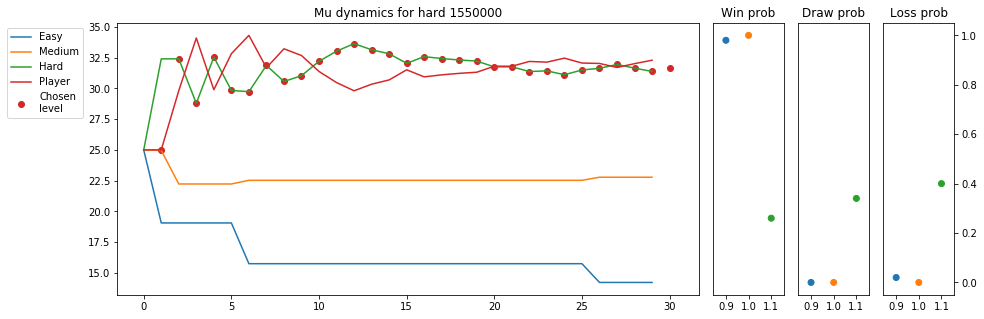 Mu dynamics for hard 1550000
Win prob
Draw prob
Loss prob
Easy
Medium
Hard
Player
Chosen
level
35.0
32.5
30.0
27.5
25.0
22.5
20.0
17.5
15.0
0 5 10 15 20 25 30
0.9 1.0 1.1
0.9 1.0 1.1
0.9 1.0 1.1
1.0
0.8
0.6
0.4
0.2
0.0